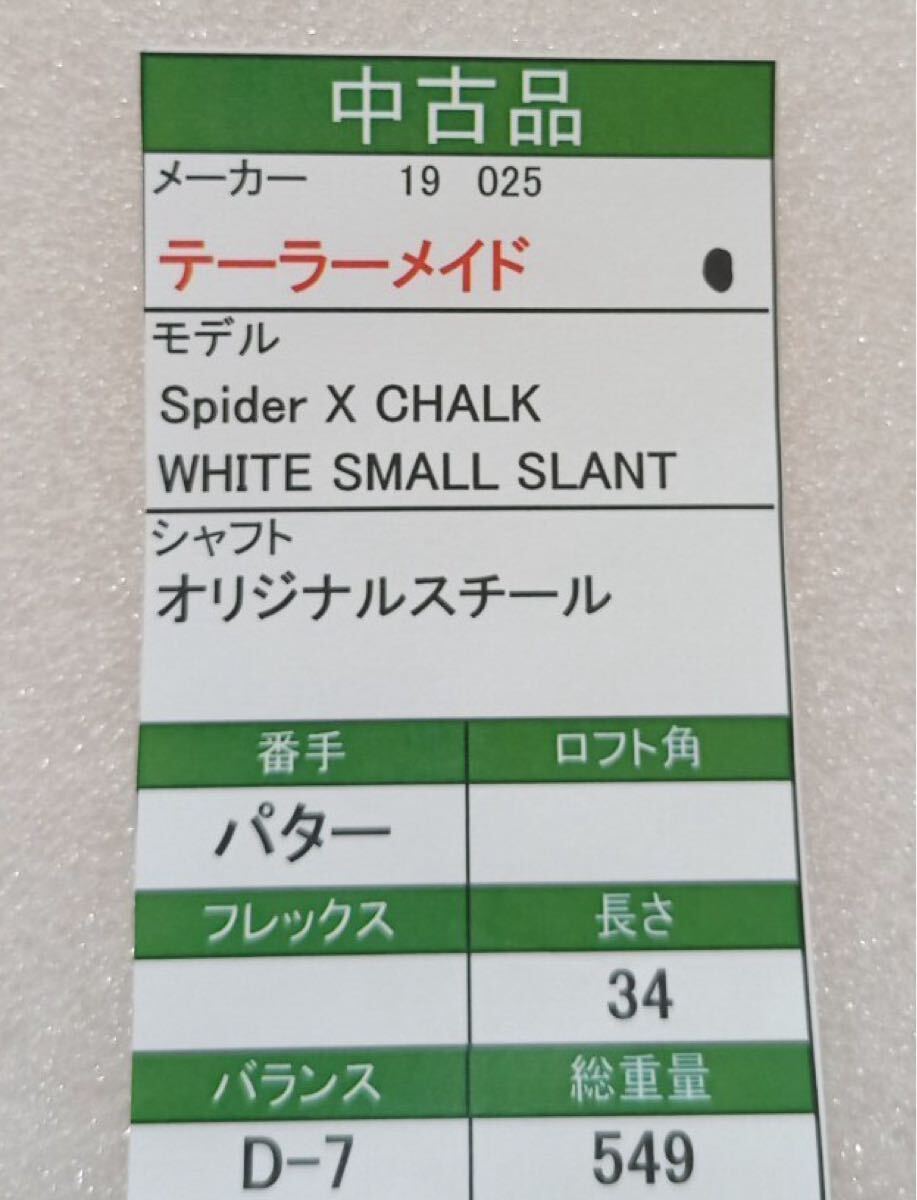 中古品
メーカー 19 025
テーラーメイド
モデル
Spider X CHALK
WHITE SMALL SLANT
シャフト
オリジナルスチール
番手 ロフト角
パター
フレックス 長さ
34
バランス 総重量
D-7 549